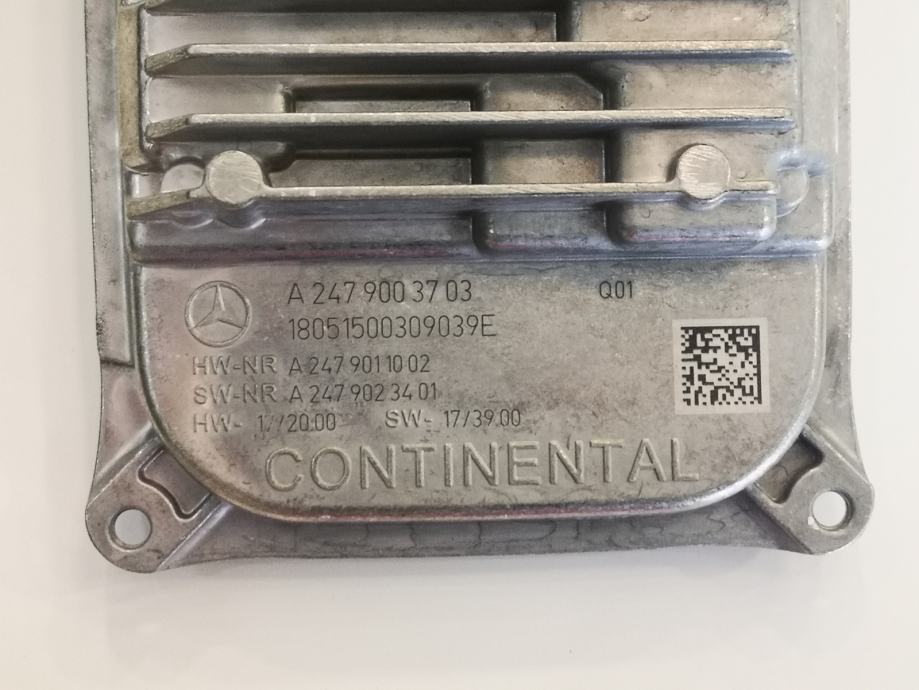 A 247 900 37 03 Q01
18051500309039E
HW-NR A 247 901 10 02
SW-NR A 247 902 34 01
HW- 17/20.00 SW- 17/39.00
CONTINENTAL